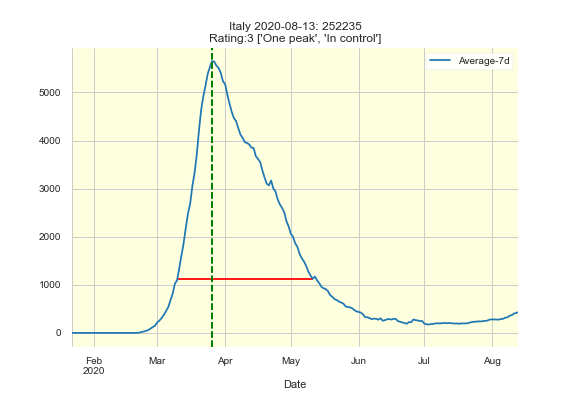 Italy 2020-08-13: 252235
Rating:3 ['One peak', 'In control']
Average-7d
5000
4000
3000
2000
1000
0
Feb Mar Apr May Jun Jul Aug
2020
Date